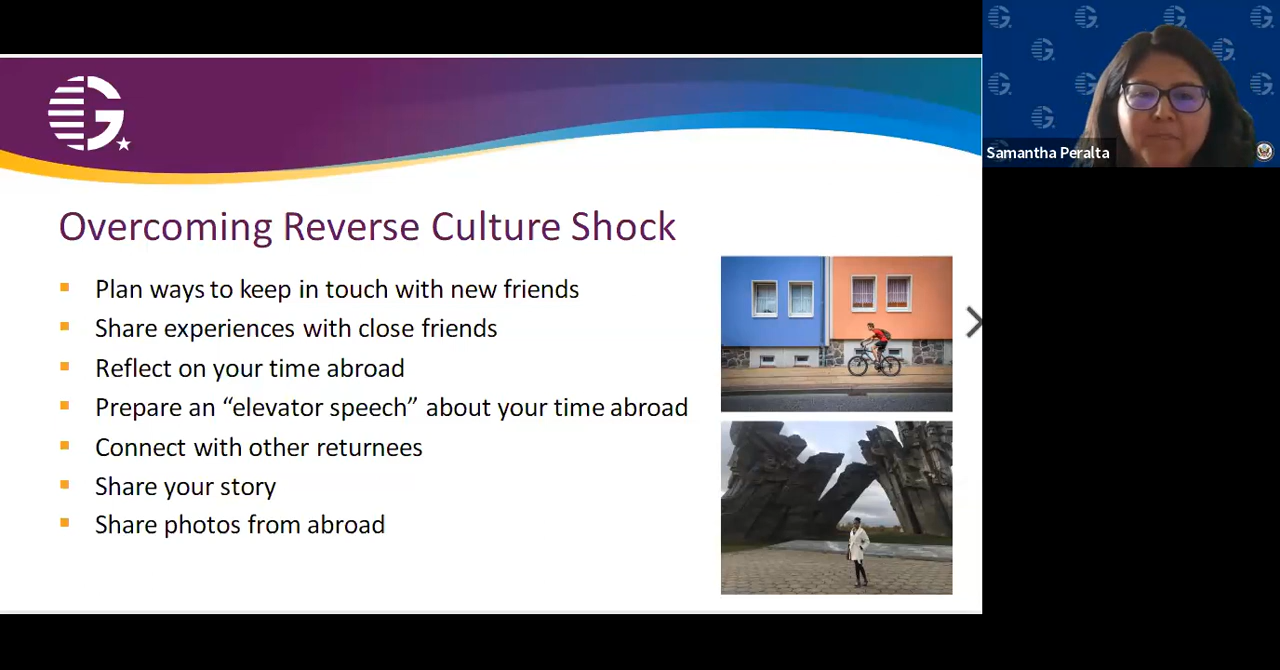 Overcoming Reverse Culture Shock
Plan ways to keep in touch with new friends
Share experiences with close friends
Reflect on your time abroad
Prepare an “elevator speech” about your time abroad
Connect with other returnees
Share your story
Share photos from abroad
Samantha Peralta